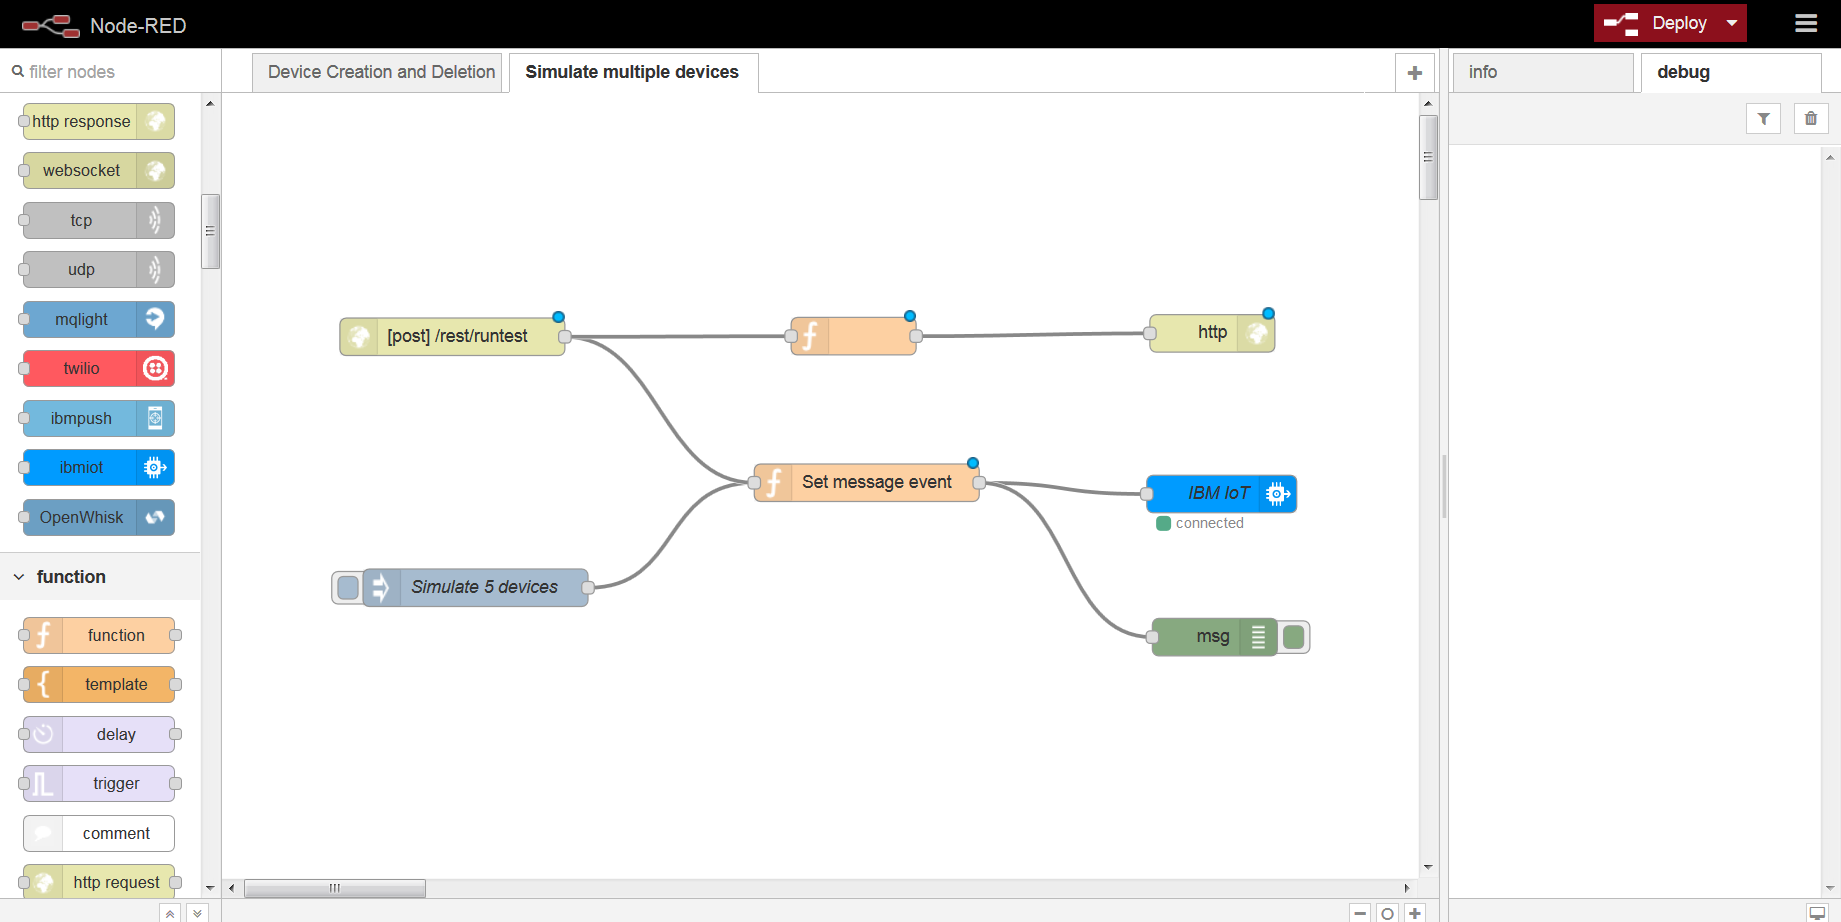 Node-RED
Deploy
filter nodes
Device Creation and Deletion
Simulate multiple devices
info
debug
http response
websocket
tcp
udp
mqlight
twilio
ibmpush
ibmiot
OpenWhisk
function
function
template
delay
trigger
comment
http request
[post] /rest/runtest
http
Set message event
IBM IoT
connected
Simulate 5 devices
msg